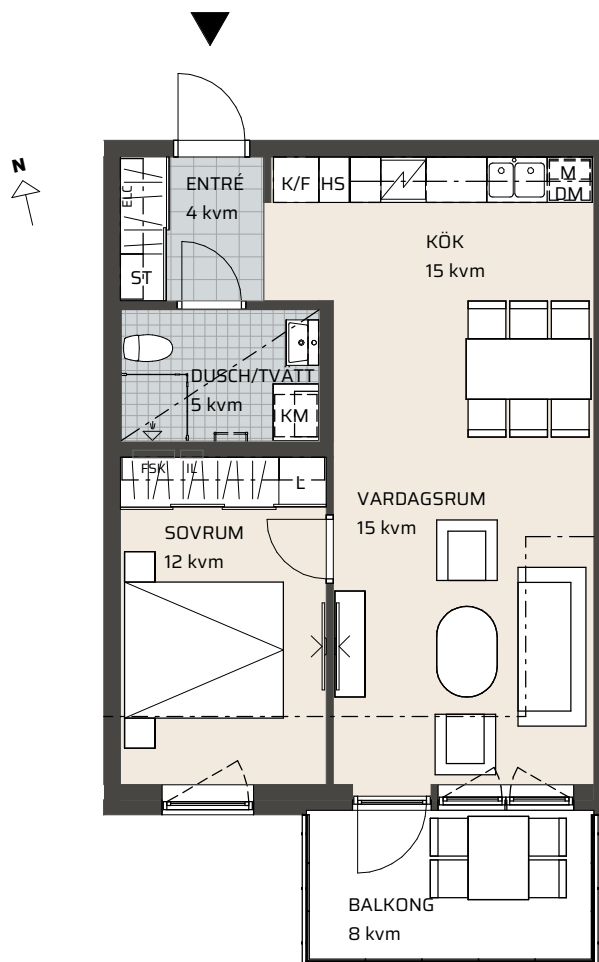 N
ELC
ENTRÉ
4 kvm
K/F
HS
M
DM
KÖK
15 kvm
ST
DUSCH/TVÄTT
5 kvm
KM
FSK
IL
L
VARDAGSRUM
15 kvm
SOVRUM
12 kvm
BALKONG
8 kvm